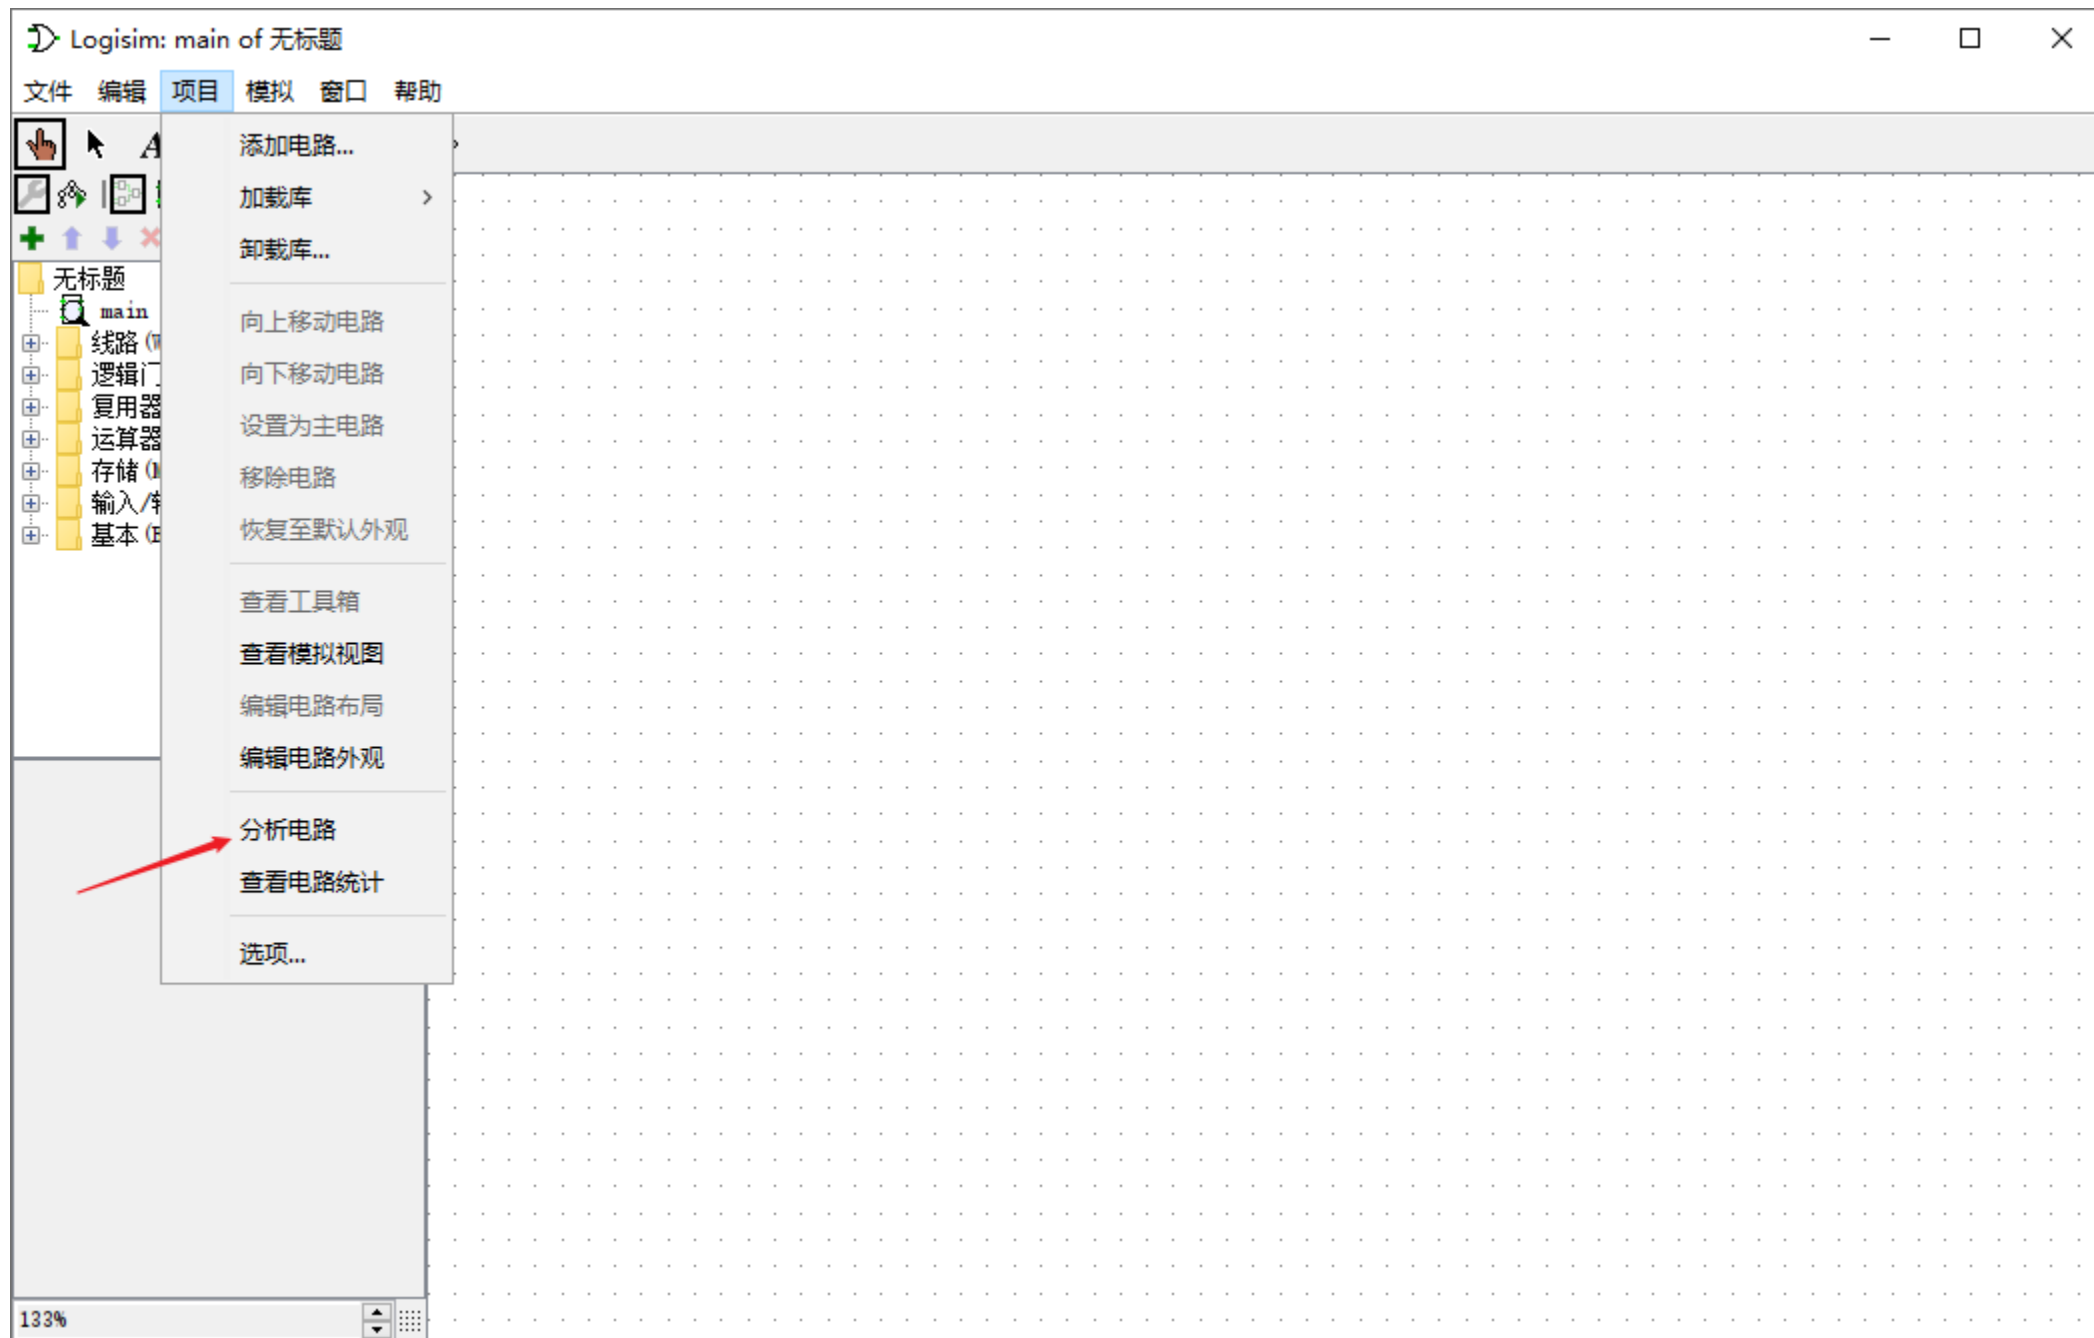 Logisim: main of 无标题
文件 编辑 项目 模拟 窗口 帮助
A
添加电路...
加载库
卸载库...
向上移动电路
向下移动电路
设置为主电路
移除电路
恢复至默认外观
查看工具箱
查看模拟视图
编辑电路布局
编辑电路外观
分析电路
查看电路统计
选项...
无标题
main
线路
逻辑门
复用器
运算器
存储
输入/
基本
133%